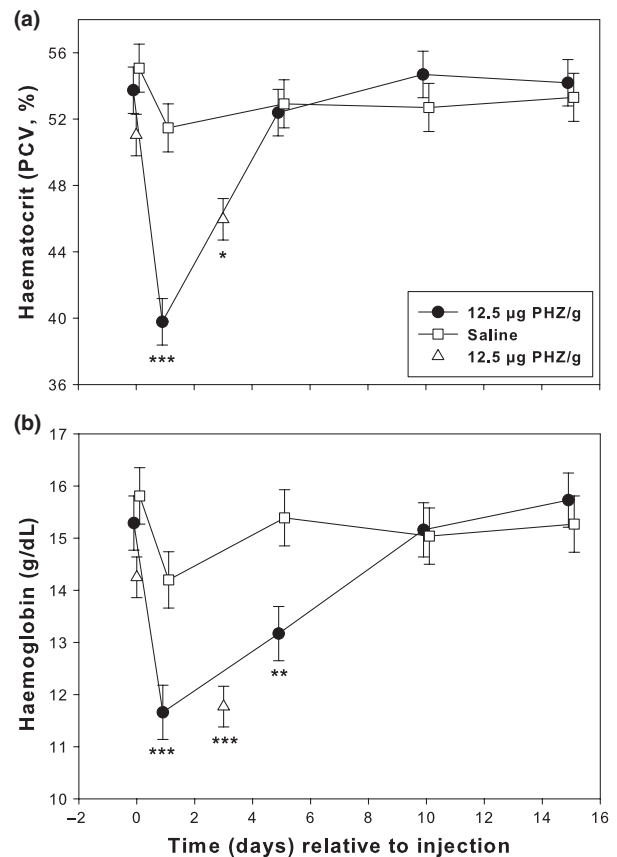 (a)
56
52
48
44
40
36
Haematocrit (PCV, %)
***
*
12.5 µg PHZ/g
Saline
12.5 µg PHZ/g
(b)
17
16
15
14
13
12
11
10
Haemoglobin (g/dL)
***
***
**
–2 0 2 4 6 8 10 12 14 16
Time (days) relative to injection